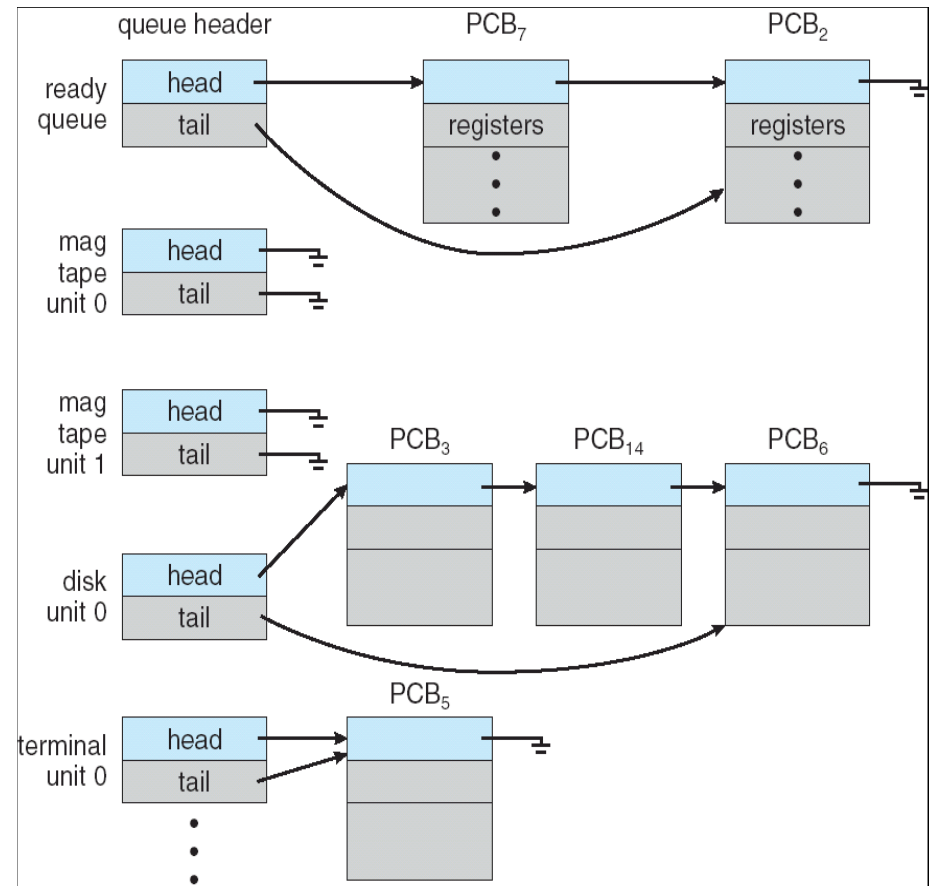 queue header
PCB₇
PCB₂
ready
queue
head
tail
registers
registers
mag
tape
unit 0
head
tail
mag
tape
unit 1
head
tail
PCB₃
PCB₁₄
PCB₆
disk
unit 0
head
tail
PCB₅
terminal
unit 0
head
tail